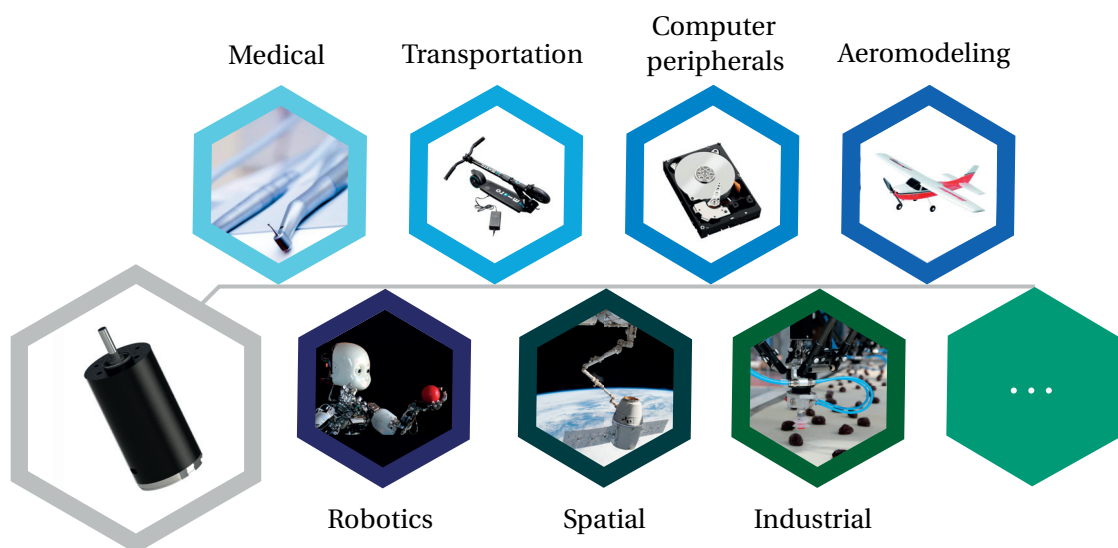 Medical
Transportation
Computer
peripherals
Aeromodeling
...
Robotics
Spatial
Industrial